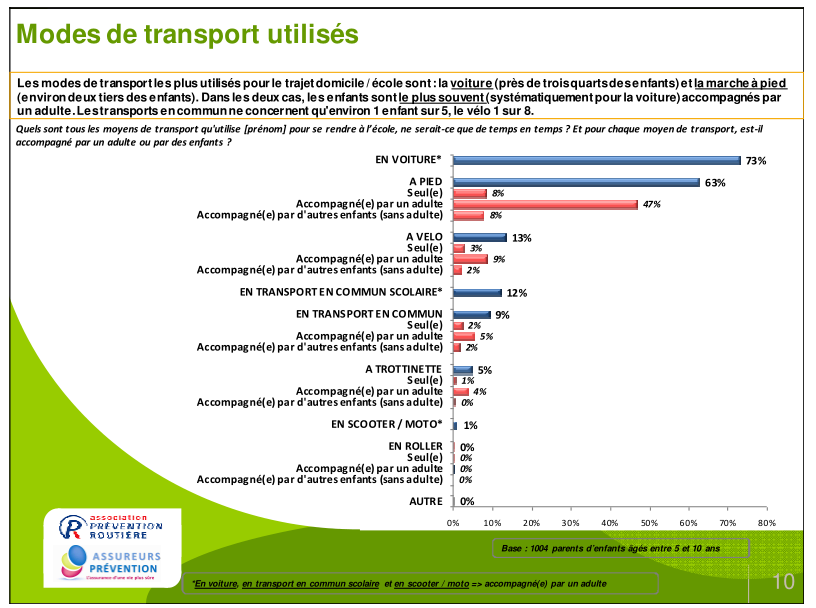 Modes de transport utilisés
Les modes de transport les plus utilisés pour le trajet domicile / école sont : la voiture (près de trois quarts des enfants) et la marche à pied
(environ deux tiers des enfants). Dans les deux cas, les enfants sont le plus souvent (systématiquement pour la voiture) accompagnés par
un adulte. Les transports en commun ne concernent qu'environ 1 enfant sur 5, le vélo 1 sur 8.
Quels sont tous les moyens de transport qu'utilise [prénom] pour se rendre à l'école, ne serait-ce que de temps en temps ? Et pour chaque moyen de transport, est-il
accompagné par un adulte ou par des enfants ?
EN VOITURE* 73%
A PIED 63%
Seul(e) 8%
Accompagné(e) par un adulte 47%
Accompagné(e) par d'autres enfants (sans adulte) 8%
A VELO 13%
Seul(e) 3%
Accompagné(e) par un adulte 9%
Accompagné(e) par d'autres enfants (sans adulte) 2%
EN TRANSPORT EN COMMUN SCOLAIRE* 12%
EN TRANSPORT EN COMMUN 9%
Seul(e) 2%
Accompagné(e) par un adulte 5%
Accompagné(e) par d'autres enfants (sans adulte) 2%
A TROTTINETTE 5%
Seul(e) 1%
Accompagné(e) par un adulte 4%
Accompagné(e) par d'autres enfants (sans adulte) 0%
EN SCOOTER / MOTO* 1%
EN ROLLER 0%
Seul(e) 0%
Accompagné(e) par un adulte 0%
Accompagné(e) par d'autres enfants (sans adulte) 0%
AUTRE 0%
0% 10% 20% 30% 40% 50% 60% 70% 80%
association
PRÉVENTION
ROUTIÈRE
ASSUREURS
PRÉVENTION
L'assurance d'une vie plus sûre
Base : 1004 parents d'enfants âgés entre 5 et 10 ans
*En voiture, en transport en commun scolaire et en scooter / moto => accompagné(e) par un adulte
10